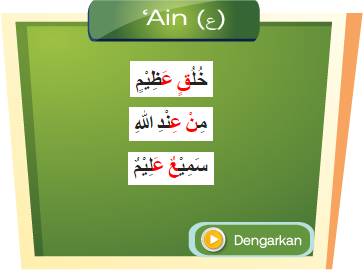 ‘Ain (ع)
خُلُقٍ عَظِيْمٍ
مِنْ عِنْدِ اللهِ
سَمِيْعٌ عَلِيْمٌ
Dengarkan